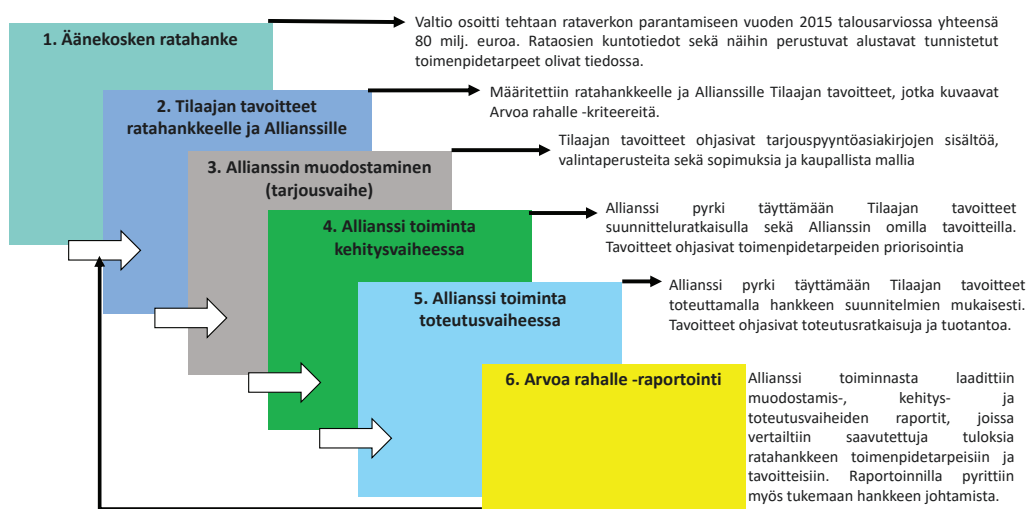 1. Äänekosken ratahanke
Valtio osoitti tehtaan rataverkon parantamiseen vuoden 2015 talousarviossa yhteensä
80 milj. euroa. Rataosien kuntotiedot sekä näihin perustuvat alustavat tunnistetut
toimenpidetarpeet olivat tiedossa.
2. Tilaajan tavoitteet
ratahankkeelle ja Allianssille
Määritettiin ratahankkeelle ja Allianssille Tilaajan tavoitteet, jotka kuvaavat
Arvoa rahalle -kriteereitä.
3. Allianssin muodostaminen
(tarjousvaihe)
Tilaajan tavoitteet ohjasivat tarjouspyyntöasiakirjojen sisältöä,
valintaperusteita sekä sopimuksia ja kaupallista mallia
4. Allianssi toiminta
kehitysvaiheessa
Allianssi pyrki täyttämään Tilaajan tavoitteet
suunnitteluratkaisulla sekä Allianssin omilla tavoitteilla.
Tavoitteet ohjasivat toimenpidetarpeiden priorisointia
5. Allianssi toiminta
toteutusvaiheessa
Allianssi pyrki täyttämään Tilaajan tavoitteet
toteuttamalla hankkeen suunnitelmien mukaisesti.
Tavoitteet ohjasivat toteutusratkaisuja ja tuotantoa.
6. Arvoa rahalle -raportointi
Allianssi toiminnasta laadittiin
muodostamis-, kehitys- ja
toteutusvaiheiden raportit, joissa
vertailtiin saavutettuja tuloksia
ratahankkeen toimenpidetarpeisiin ja
tavoitteisiin. Raportoinnilla pyrittiin
myös tukemaan hankkeen johtamista.